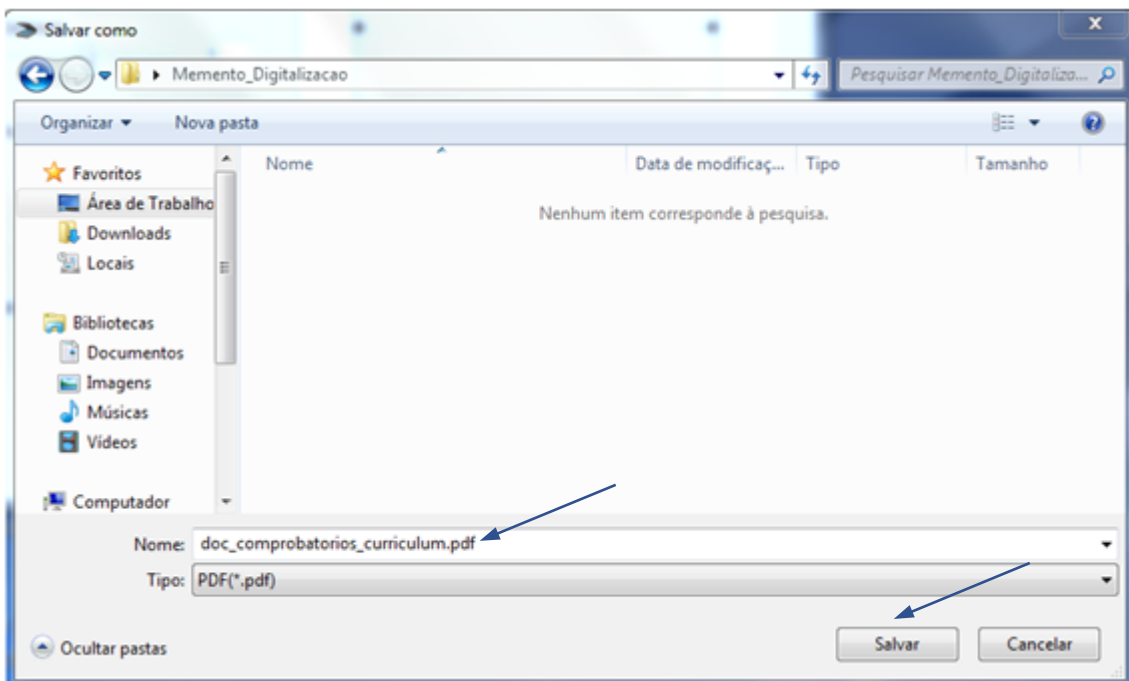 Salvar como
Memento_Digitalizacao
Pesquisar Memento_Digitaliza...
Organizar
Nova pasta
Nome
Data de modificaç...
Tipo
Tamanho
Nenhum item corresponde à pesquisa.
Favoritos
Área de Trabalho
Downloads
Locais
Bibliotecas
Documentos
Imagens
Músicas
Vídeos
Computador
Nome: doc_comprobatorios_curriculum.pdf
Tipo: PDF(*.pdf)
Ocultar pastas
Salvar
Cancelar